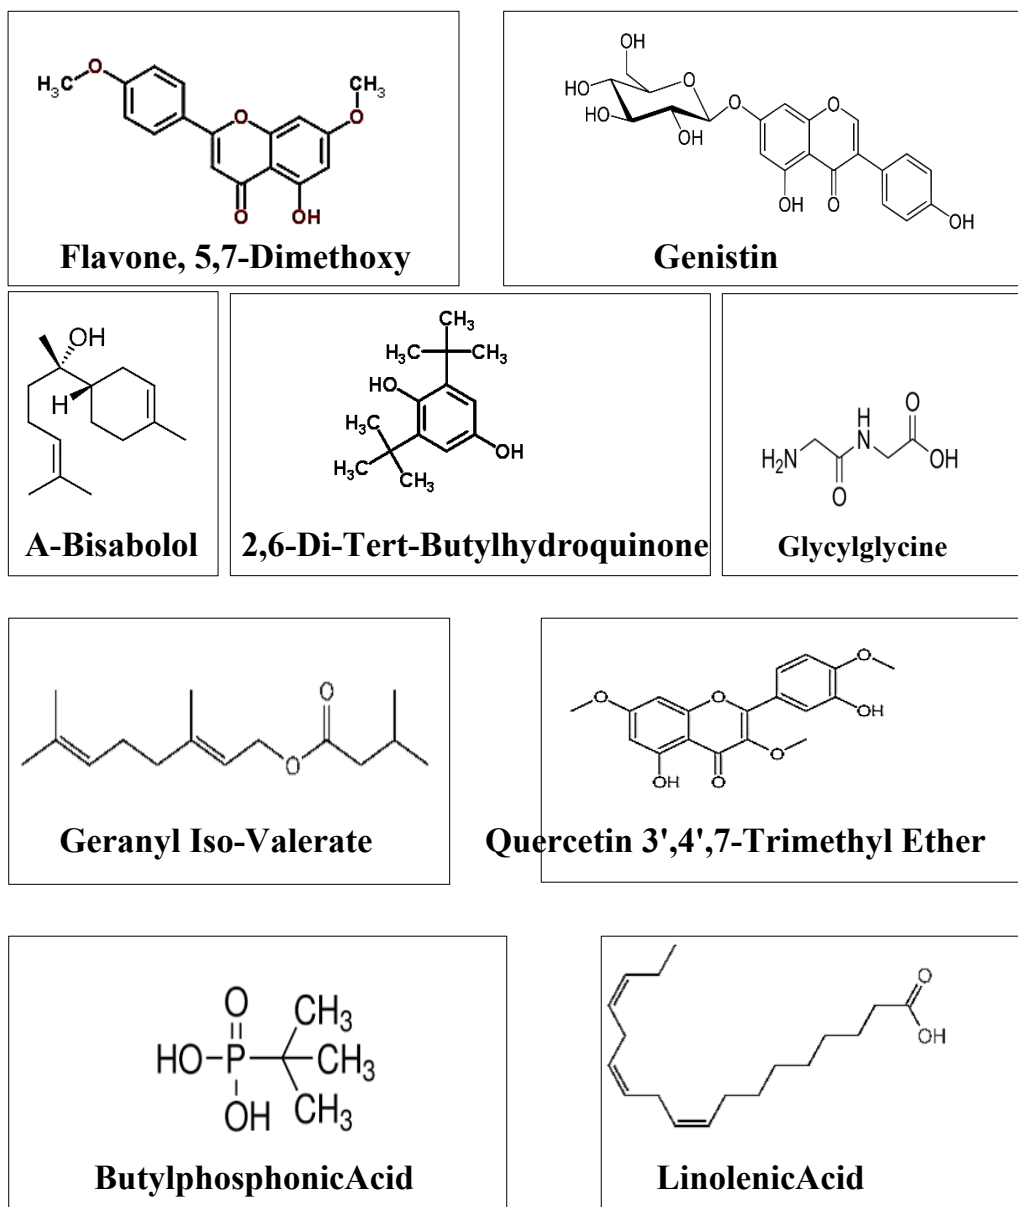 H₃C O O CH₃
O
O OH
Flavone, 5,7-Dimethoxy
OH
HO O
HO O O
OH
OH O
OH
Genistin
OH
H
A-Bisabolol
CH₃
H₃C CH₃
HO
H₃C
OH
H₃C
CH₃
2,6-Di-Tert-Butylhydroquinone
O
H
N
H₂N OH
O
Glycylglycine
O
O
Geranyl Iso-Valerate
O
O O
OH
O
OH O
Quercetin 3',4',7-Trimethyl Ether
O CH₃
HO P CH₃
OH CH₃
ButylphosphonicAcid
O
OH
LinolenicAcid